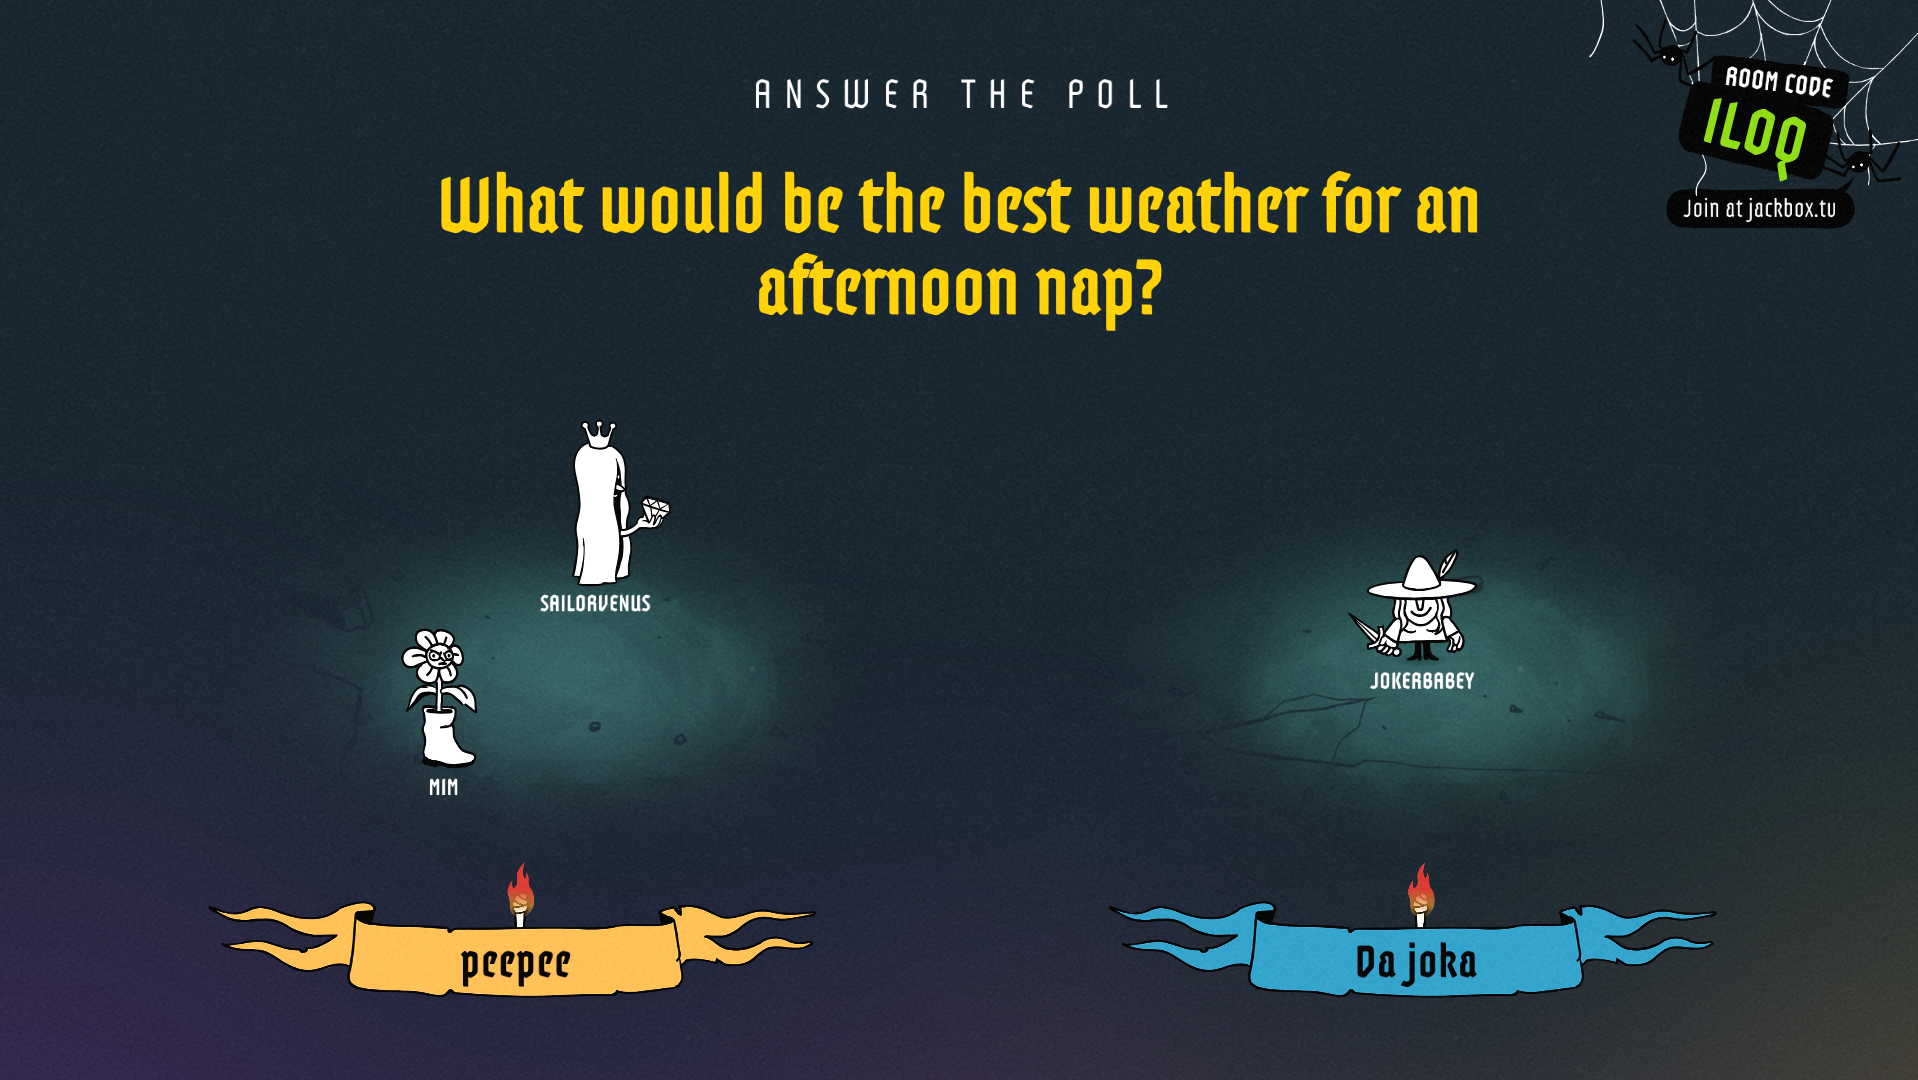 ANSWER THE POLL
ROOM CODE
ILOQ
Join at jackbox.tv
What would be the best weather for an
afternoon nap?
SAILORVENUS
JOKERBABEY
MIM
peepee
Da joka